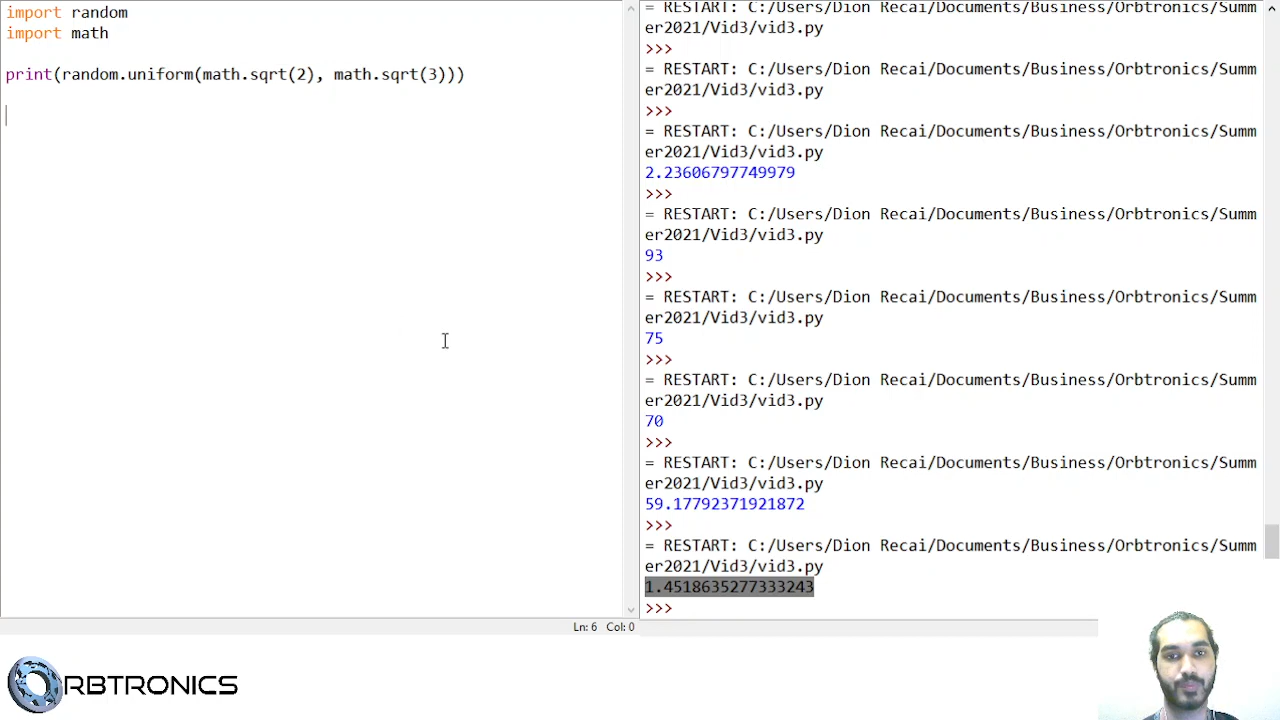 import random
import math
print(random.uniform(math.sqrt(2), math.sqrt(3)))
Ln: 6 Col: 0
= RESTART: C:/Users/Dion Recai/Documents/Business/Orbtronics/Summ
er2021/Vid3/vid3.py
>>>
= RESTART: C:/Users/Dion Recai/Documents/Business/Orbtronics/Summ
er2021/Vid3/vid3.py
>>>
= RESTART: C:/Users/Dion Recai/Documents/Business/Orbtronics/Summ
er2021/Vid3/vid3.py
2.23606797749979
>>>
= RESTART: C:/Users/Dion Recai/Documents/Business/Orbtronics/Summ
er2021/Vid3/vid3.py
93
>>>
= RESTART: C:/Users/Dion Recai/Documents/Business/Orbtronics/Summ
er2021/Vid3/vid3.py
75
>>>
= RESTART: C:/Users/Dion Recai/Documents/Business/Orbtronics/Summ
er2021/Vid3/vid3.py
70
>>>
= RESTART: C:/Users/Dion Recai/Documents/Business/Orbtronics/Summ
er2021/Vid3/vid3.py
59.17792371921872
>>>
= RESTART: C:/Users/Dion Recai/Documents/Business/Orbtronics/Summ
er2021/Vid3/vid3.py
1.4518635277333243
>>>
ORBTRONICS